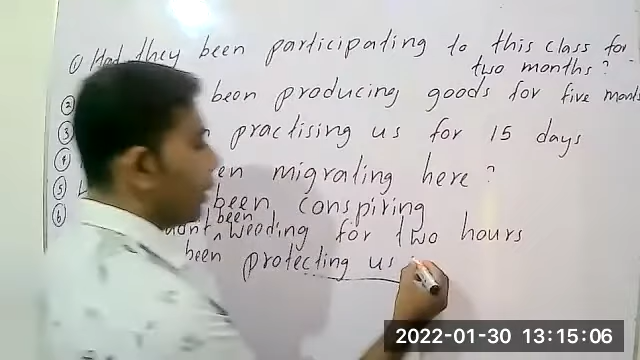 ① Had they been participating to this class for
two months?
② been producing goods for five mont
③ practising us for 15 days
④ migrating here?
⑤ been conspiring
⑥ been
weeding for two hours
been protecting us
2022-01-30 13:15:06